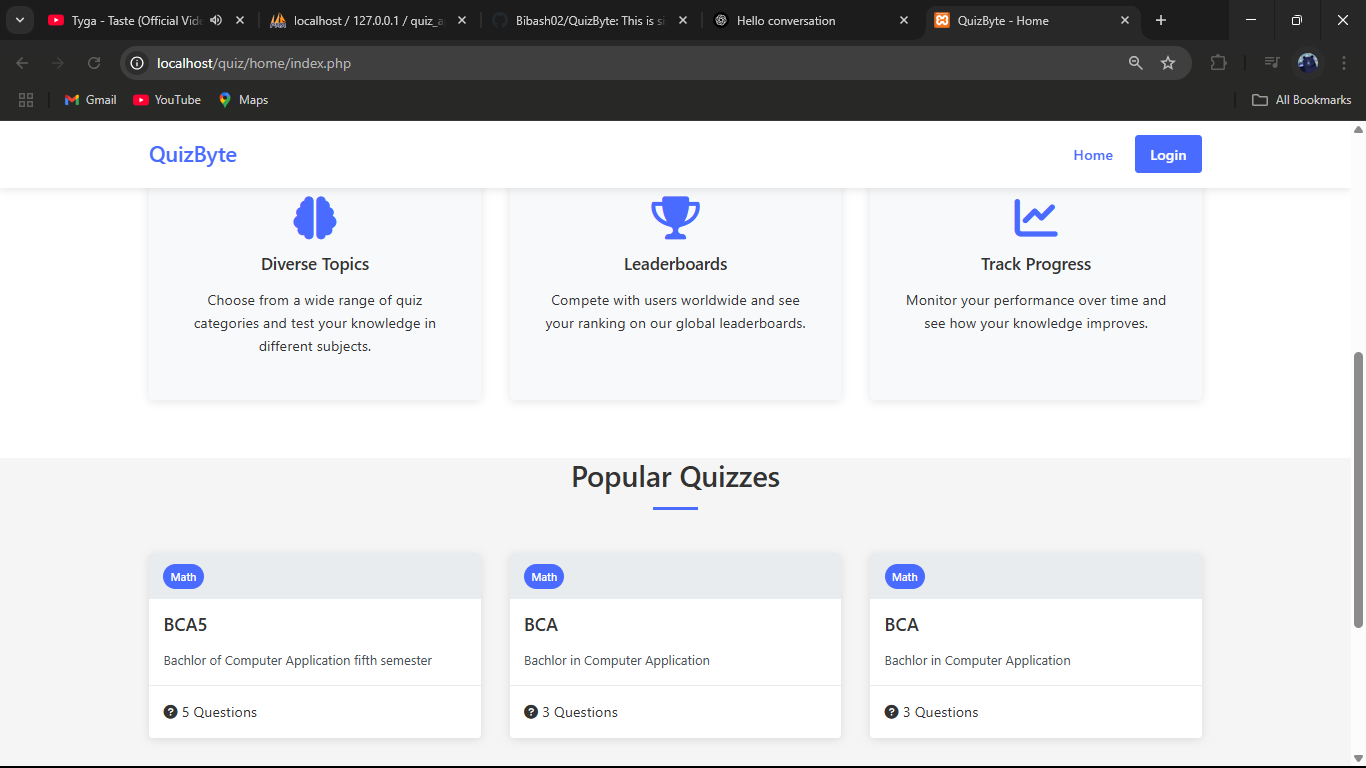 Tyga - Taste (Official Vid
localhost / 127.0.0.1 / quiz_a
Bibash02/QuizByte: This is si
Hello conversation
QuizByte - Home
localhost/quiz/home/index.php
Gmail
YouTube
Maps
All Bookmarks
QuizByte
Home
Login
Diverse Topics
Choose from a wide range of quiz
categories and test your knowledge in
different subjects.
Leaderboards
Compete with users worldwide and see
your ranking on our global leaderboards.
Track Progress
Monitor your performance over time and
see how your knowledge improves.
Popular Quizzes
Math
BCA5
Bachlor of Computer Application fifth semester
5 Questions
Math
BCA
Bachlor in Computer Application
3 Questions
Math
BCA
Bachlor in Computer Application
3 Questions